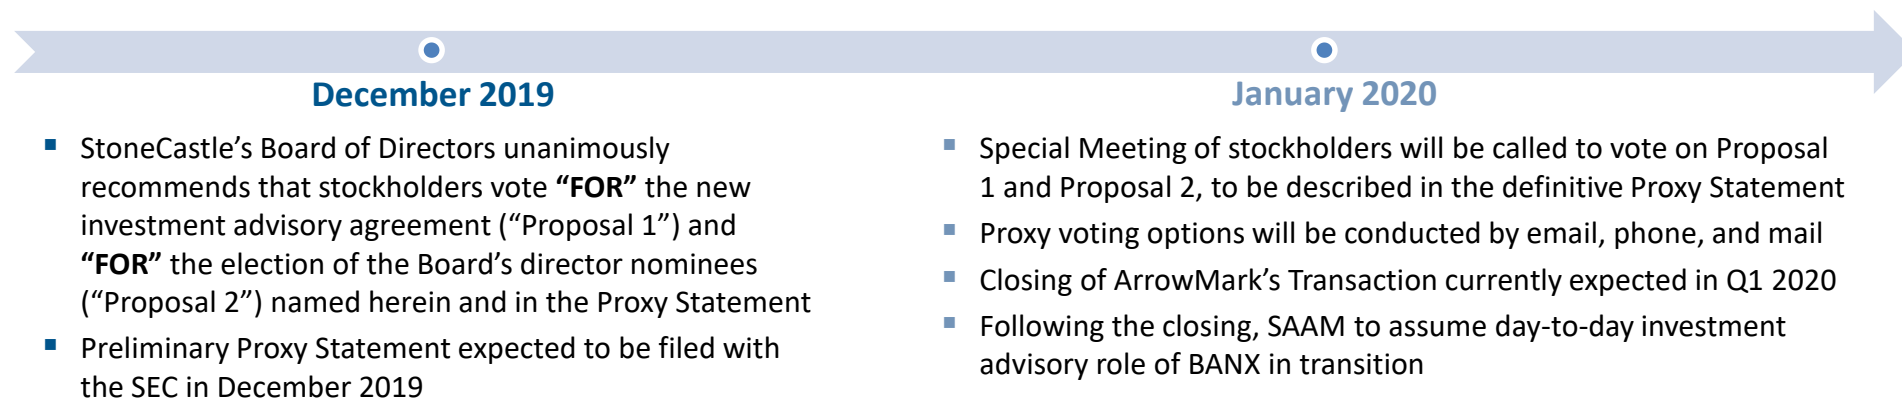 December 2019
■ StoneCastle’s Board of Directors unanimously
recommends that stockholders vote “FOR” the new
investment advisory agreement (“Proposal 1”) and
“FOR” the election of the Board’s director nominees
(“Proposal 2”) named herein and in the Proxy Statement
■ Preliminary Proxy Statement expected to be filed with
the SEC in December 2019
January 2020
■ Special Meeting of stockholders will be called to vote on Proposal
1 and Proposal 2, to be described in the definitive Proxy Statement
■ Proxy voting options will be conducted by email, phone, and mail
■ Closing of ArrowMark’s Transaction currently expected in Q1 2020
■ Following the closing, SAAM to assume day-to-day investment
advisory role of BANX in transition